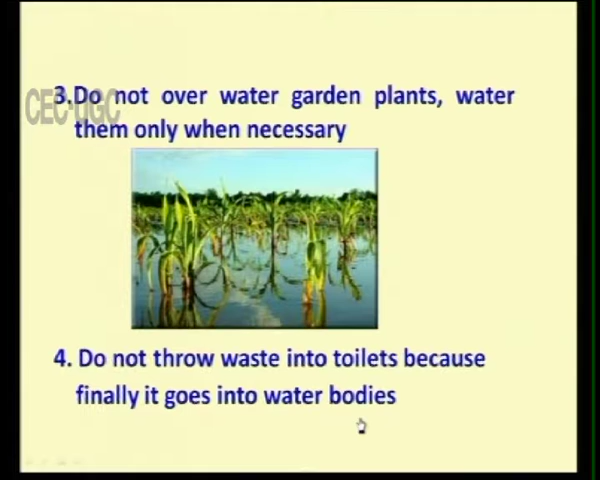 CEC-UGC
3.Do not over water garden plants, water
them only when necessary
4. Do not throw waste into toilets because
finally it goes into water bodies